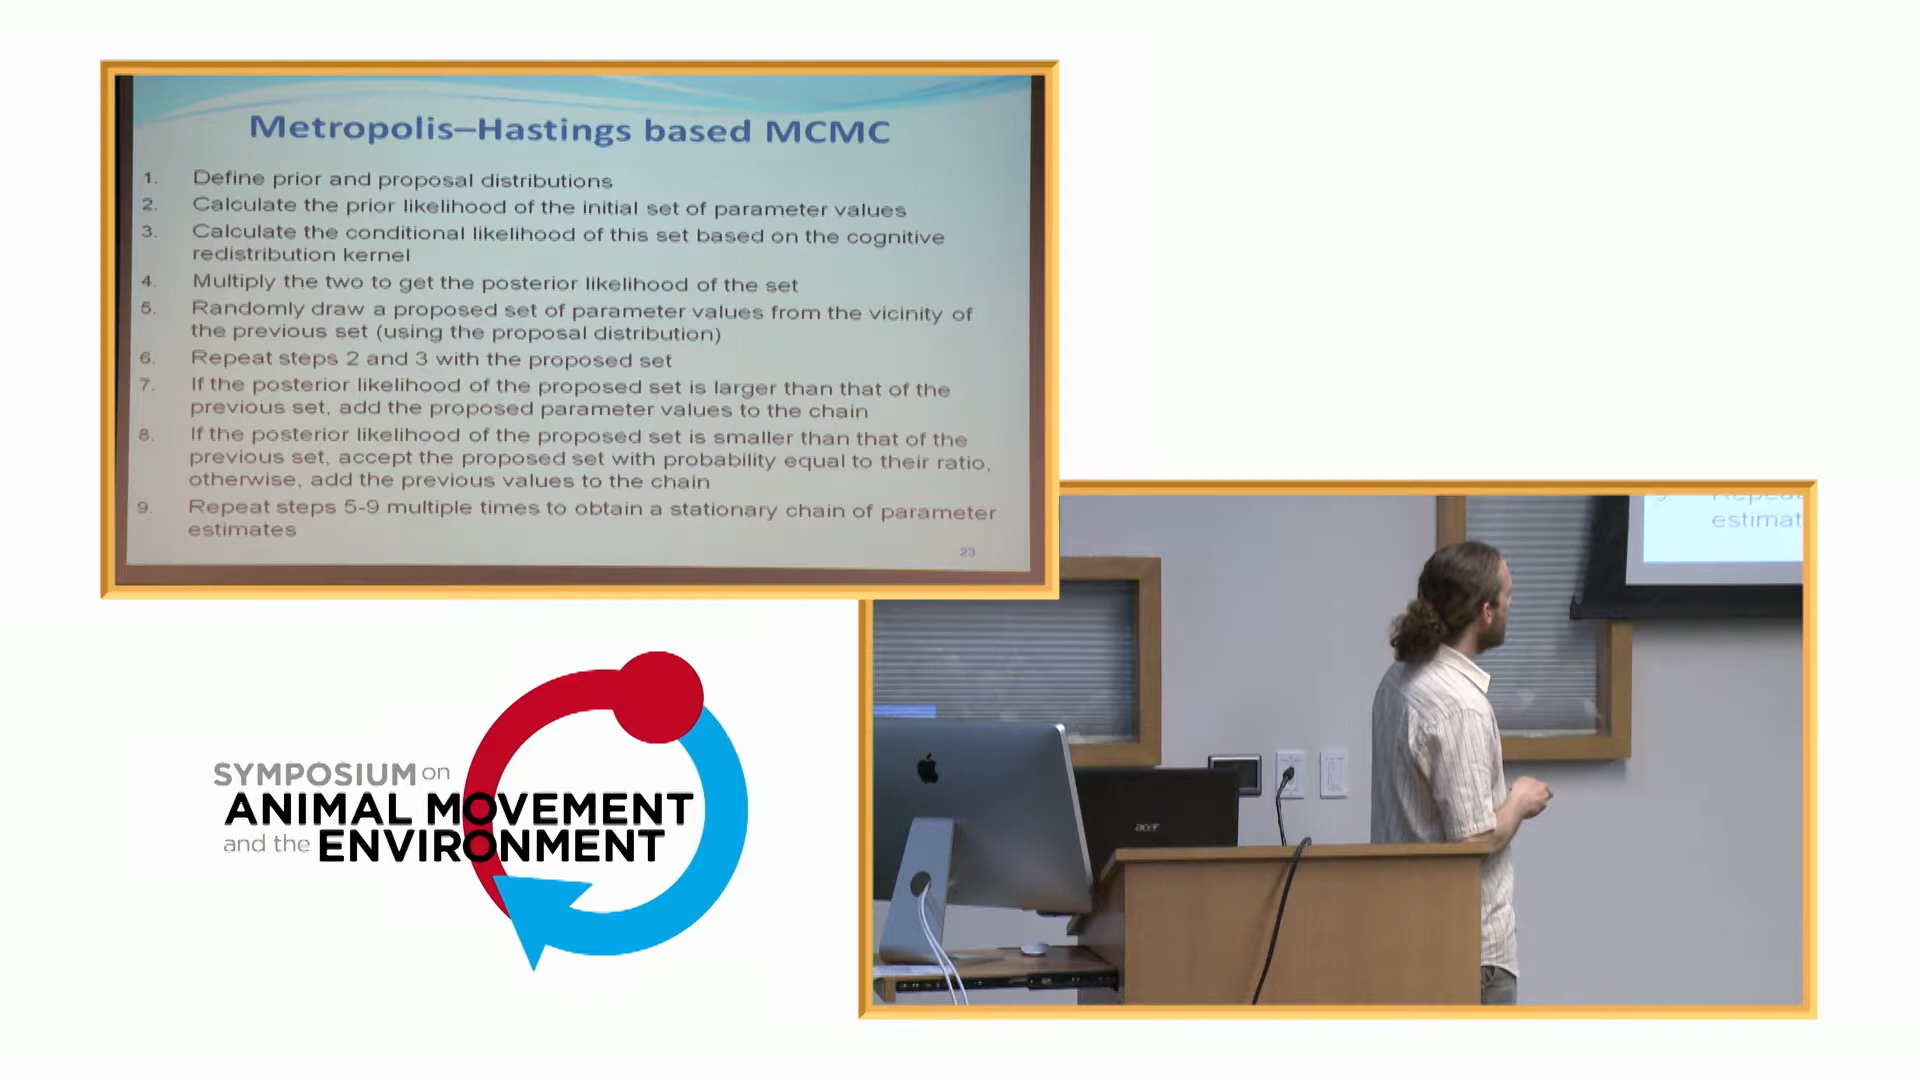 Metropolis–Hastings based MCMC
1. Define prior and proposal distributions
2. Calculate the prior likelihood of the initial set of parameter values
3. Calculate the conditional likelihood of this set based on the cognitive
redistribution kernel
4. Multiply the two to get the posterior likelihood of the set
5. Randomly draw a proposed set of parameter values from the vicinity of
the previous set (using the proposal distribution)
6. Repeat steps 2 and 3 with the proposed set
7. If the posterior likelihood of the proposed set is larger than that of the
previous set, add the proposed parameter values to the chain
8. If the posterior likelihood of the proposed set is smaller than that of the
previous set, accept the proposed set with probability equal to their ratio,
otherwise, add the previous values to the chain
9. Repeat steps 5-9 multiple times to obtain a stationary chain of parameter
estimates
23
SYMPOSIUM on
ANIMAL MOVEMENT
and the ENVIRONMENT
9. Repeat
estimat
acer